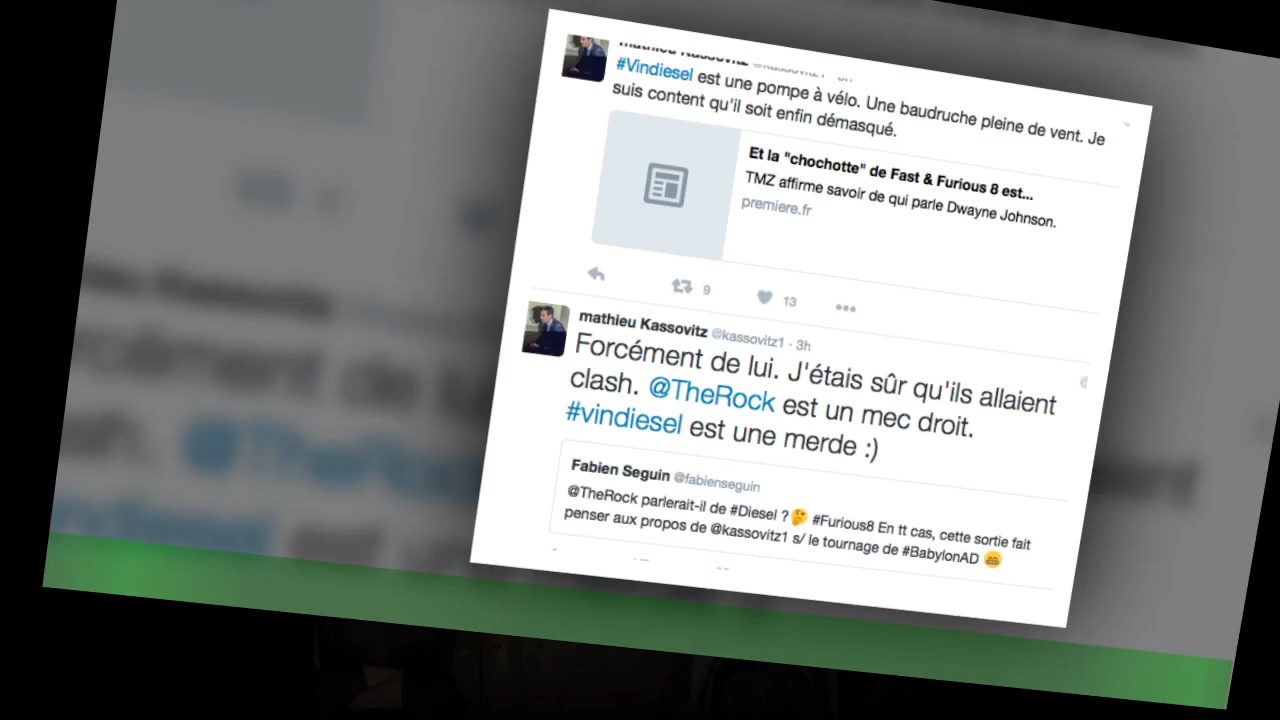 mathieu Kassovitz @kassovitz1
#Vindiesel est une pompe à vélo. Une baudruche pleine de vent. Je
suis content qu'il soit enfin démasqué.
Et la "chochotte" de Fast & Furious 8 est...
TMZ affirme savoir de qui parle Dwayne Johnson.
premiere.fr
9 13
mathieu Kassovitz @kassovitz1 · 3h
Forcément de lui. J'étais sûr qu'ils allaient
clash. @TheRock est un mec droit.
#vindiesel est une merde :)
Fabien Seguin @fabienseguin
@TheRock parlerait-il de #Diesel ?🤔 #Furious8 En tt cas, cette sortie fait
penser aux propos de @kassovitz1 s/ le tournage de #BabylonAD 😁